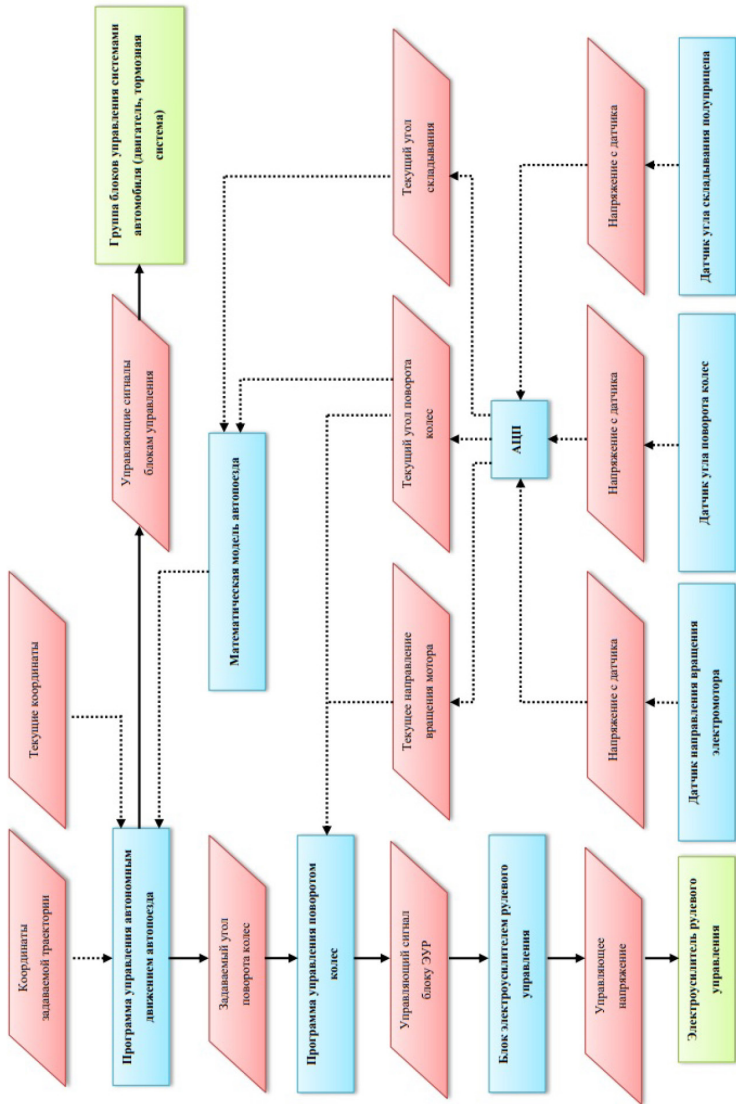 Координаты
задаваемой траектории
Текущие координаты
Программа управления автономным
движением автопоезда
Управляющие сигналы
блокам управления
Группа блоков управления системами
автомобиля (двигатель, тормозная
система)
Задаваемый угол
поворота колес
Математическая модель автопоезда
Программа управления поворотом
колес
Управляющий сигнал
блоку ЭУР
Текущее направление
вращения мотора
Текущий угол поворота
колес
Текущий угол
складывания
Блок электроусилителем рулевого
управления
АЦП
Управляющее
напряжение
Напряжение с датчика
Напряжение с датчика
Напряжение с датчика
Электроусилитель рулевого
управления
Датчик направления вращения
электромотора
Датчик угла поворота колес
Датчик угла складывания полуприцепа